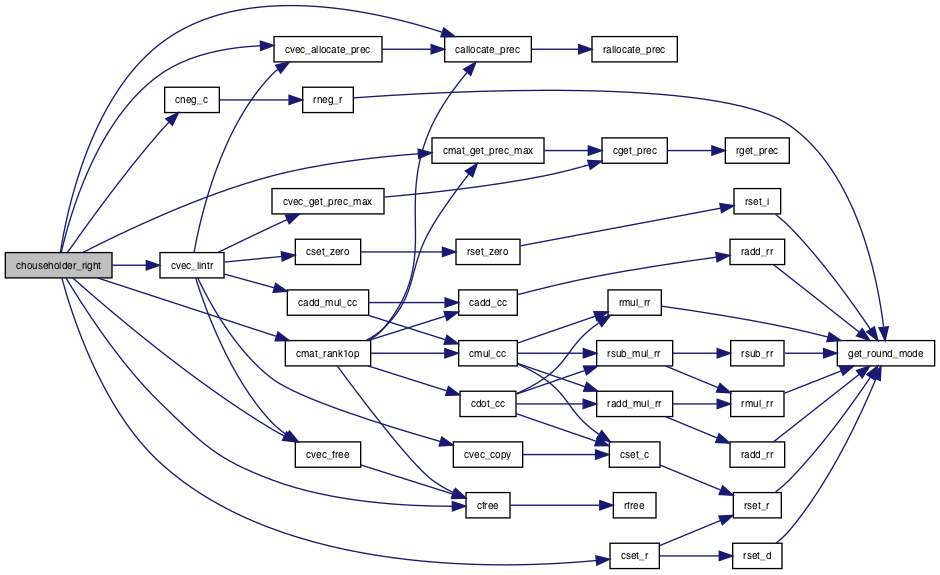 chouseholder_right
cvec_allocate_prec
callocate_prec
rallocate_prec
cneg_c
rneg_r
cmat_get_prec_max
cget_prec
rget_prec
cvec_get_prec_max
rset_i
cvec_lintr
cset_zero
rset_zero
radd_rr
cadd_mul_cc
cadd_cc
rmul_rr
cmat_rank1op
cmul_cc
rsub_mul_rr
rsub_rr
get_round_mode
cdot_cc
radd_mul_rr
rmul_rr
cvec_free
cvec_copy
cset_c
radd_rr
cfree
rfree
rset_r
cset_r
rset_d